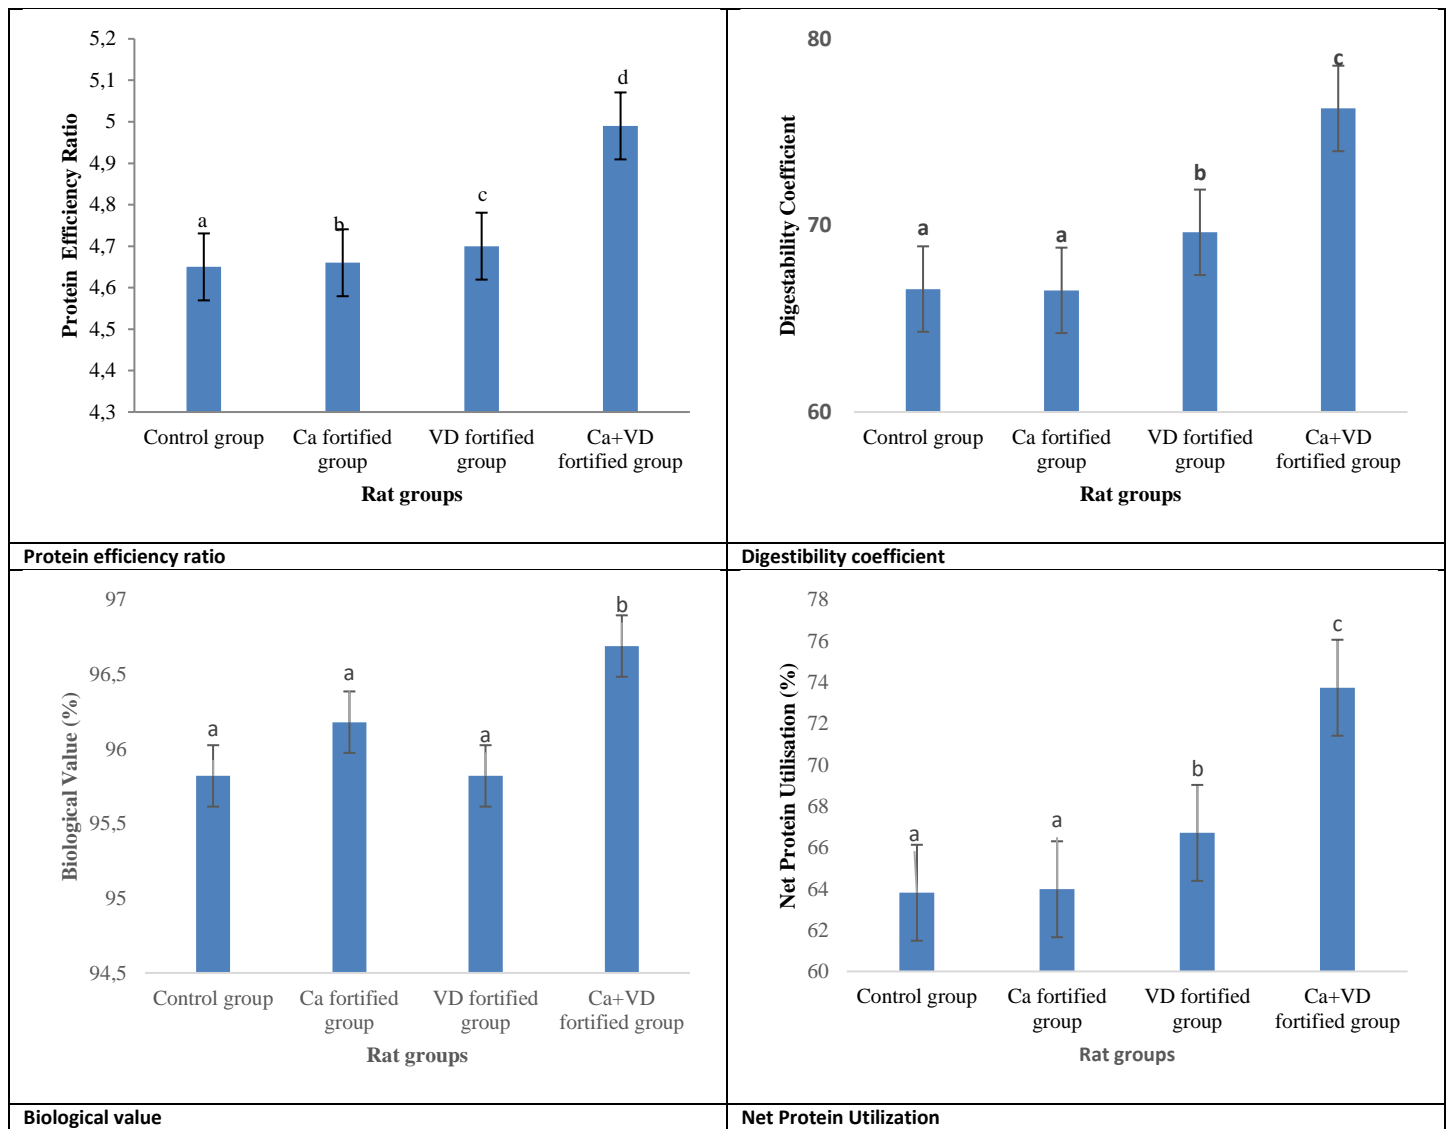 Protein Efficiency Ratio
5,2
5,1
5
4,9
4,8
4,7
4,6
4,5
4,4
4,3
a
b
c
d
Control group
Ca fortified
group
VD fortified
group
Ca+VD
fortified group
Rat groups
Protein efficiency ratio
Digestability Coefficient
80
70
60
a
a
b
c
Control group
Ca fortified
group
VD fortified
group
Ca+VD
fortified group
Rat groups
Digestibility coefficient
Biological Value (%)
97
96,5
96
95,5
95
94,5
a
a
a
b
Control group
Ca fortified
group
VD fortified
group
Ca+VD
fortified group
Rat groups
Biological value
Net Protein Utilisation (%)
78
76
74
72
70
68
66
64
62
60
a
a
b
c
Control group
Ca fortified
group
VD fortified
group
Ca+VD
fortified group
Rat groups
Net Protein Utilization